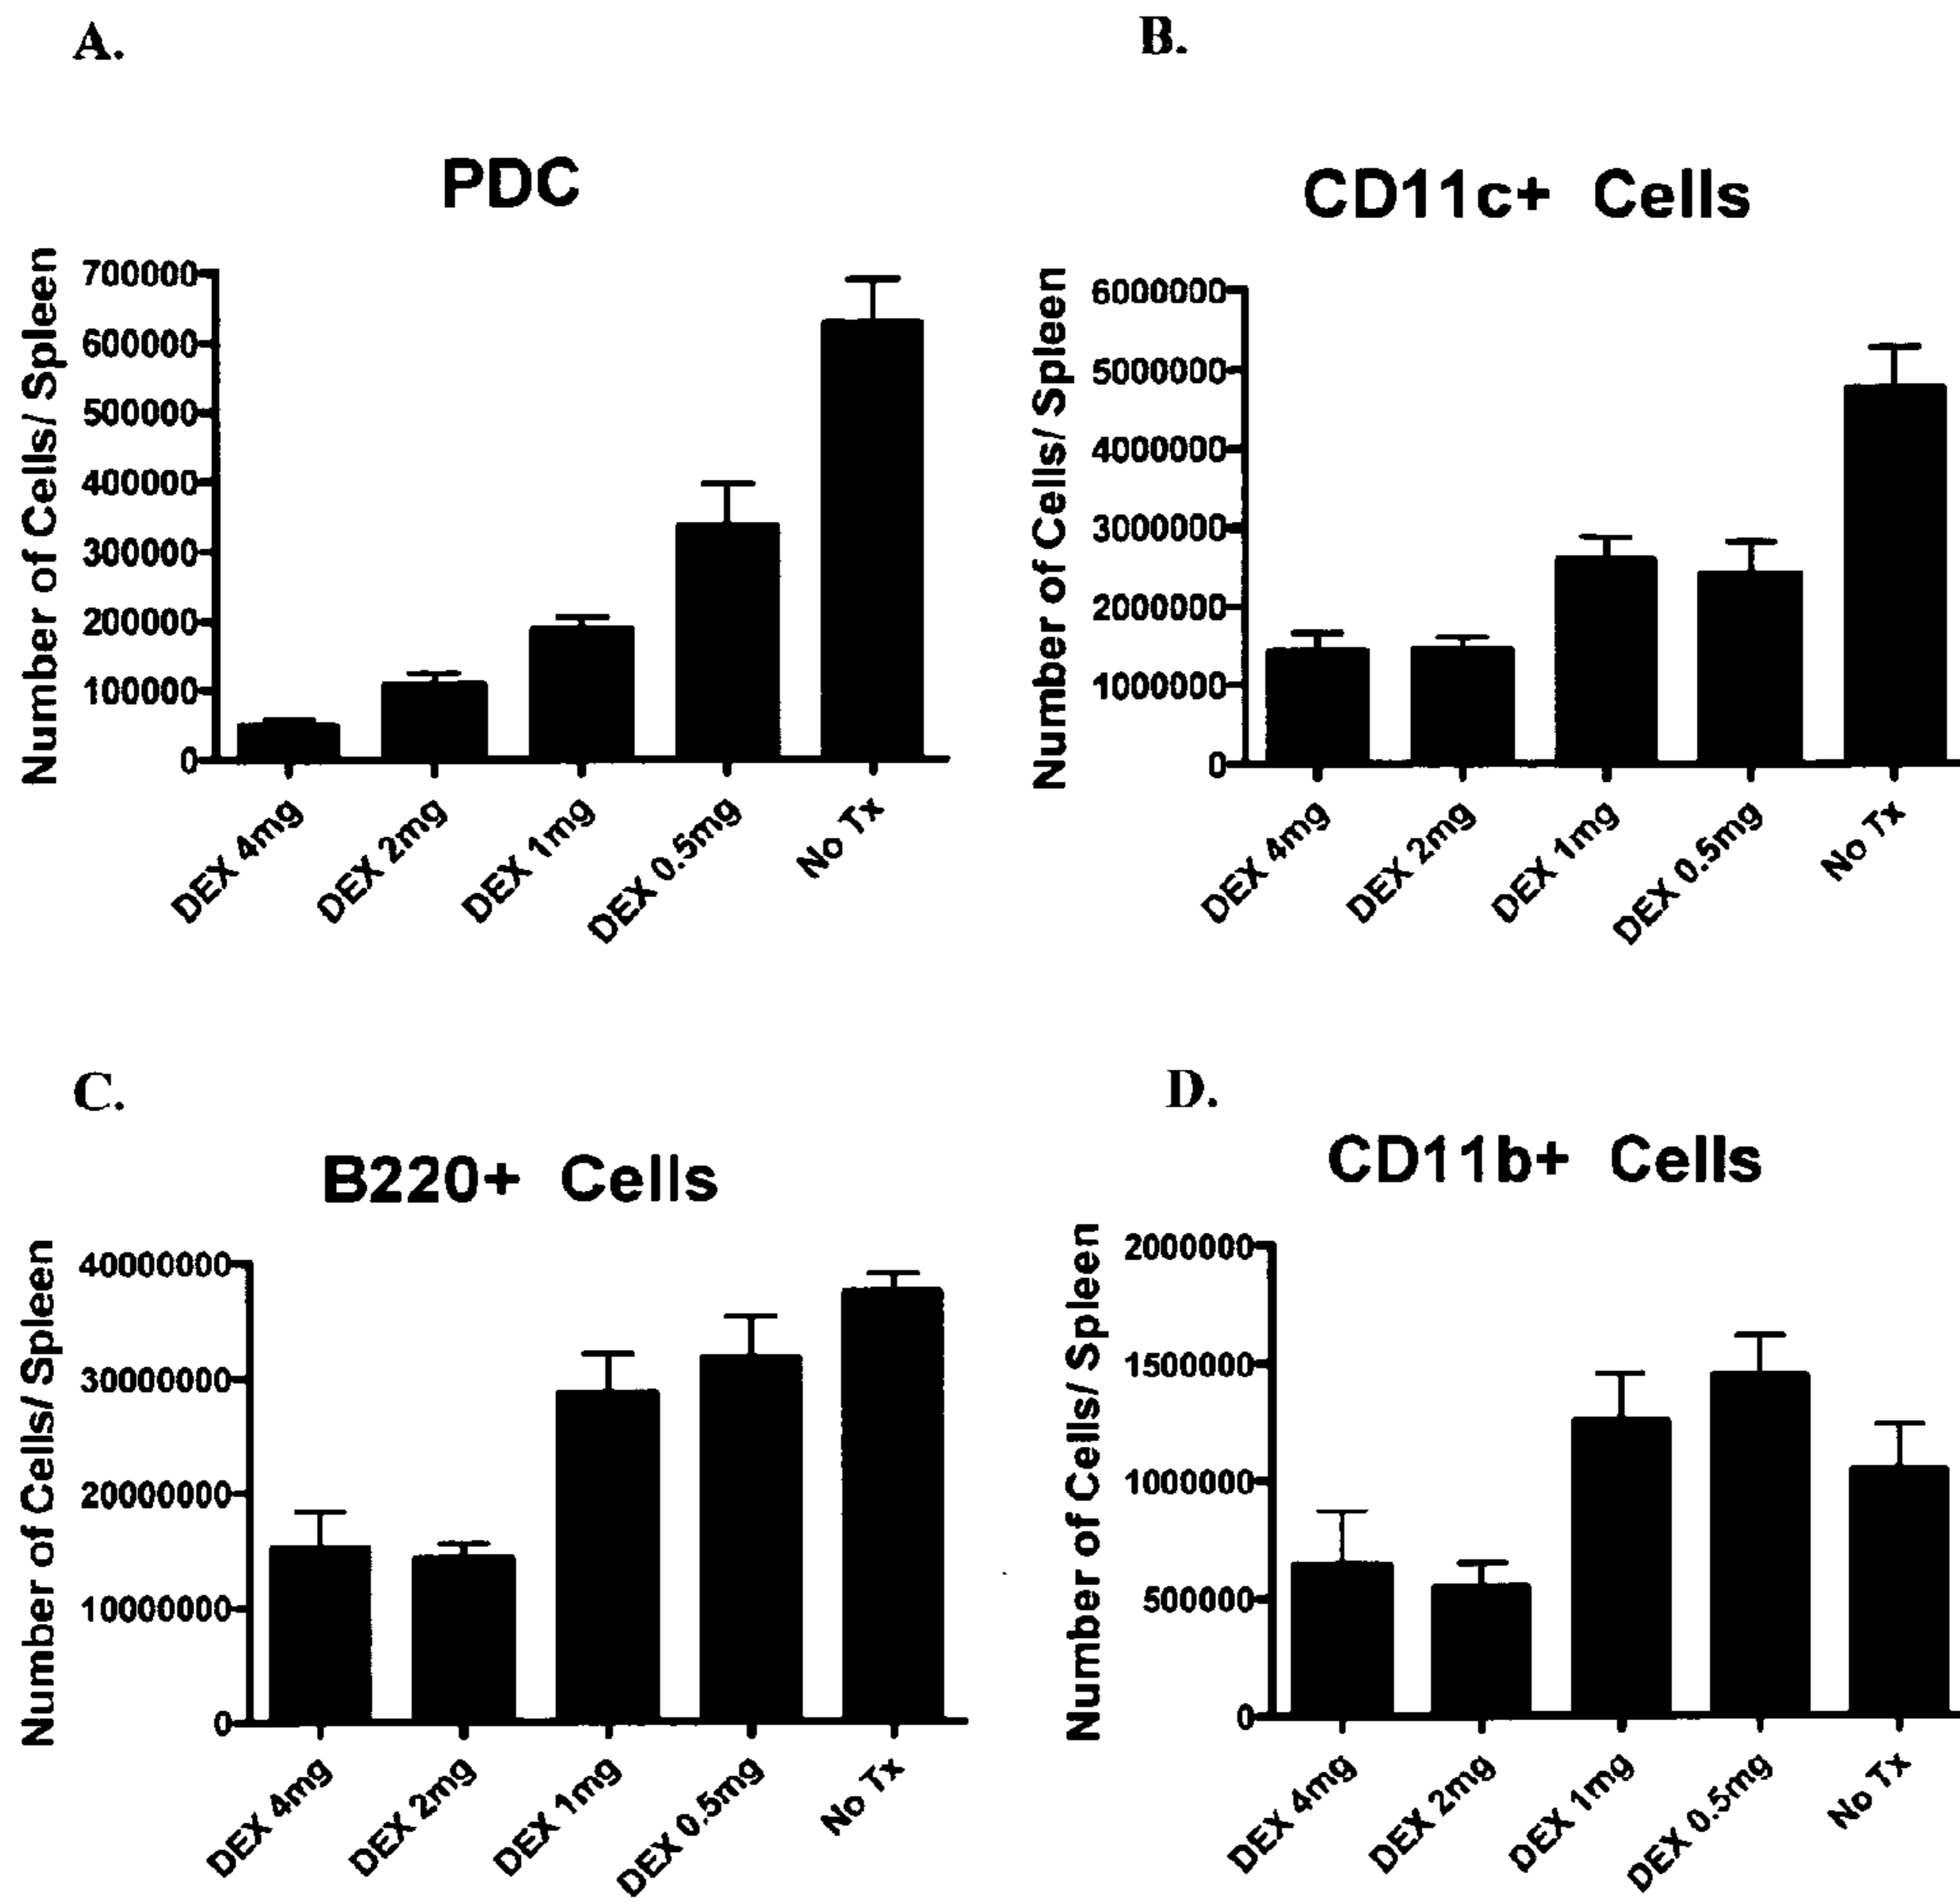 A.
PDC
Number of Cells/ Spleen
700000
600000
500000
400000
300000
200000
100000
0
DEX 4mg
DEX 2mg
DEX 1mg
DEX 0.5mg
No Tx
B.
CD11c+ Cells
Number of Cells/ Spleen
6000000
5000000
4000000
3000000
2000000
1000000
0
DEX 4mg
DEX 2mg
DEX 1mg
DEX 0.5mg
No Tx
C.
B220+ Cells
Number of Cells/ Spleen
40000000
30000000
20000000
10000000
0
DEX 4mg
DEX 2mg
DEX 1mg
DEX 0.5mg
No Tx
D.
CD11b+ Cells
Number of Cells/ Spleen
2000000
1500000
1000000
500000
0
DEX 4mg
DEX 2mg
DEX 1mg
DEX 0.5mg
No Tx